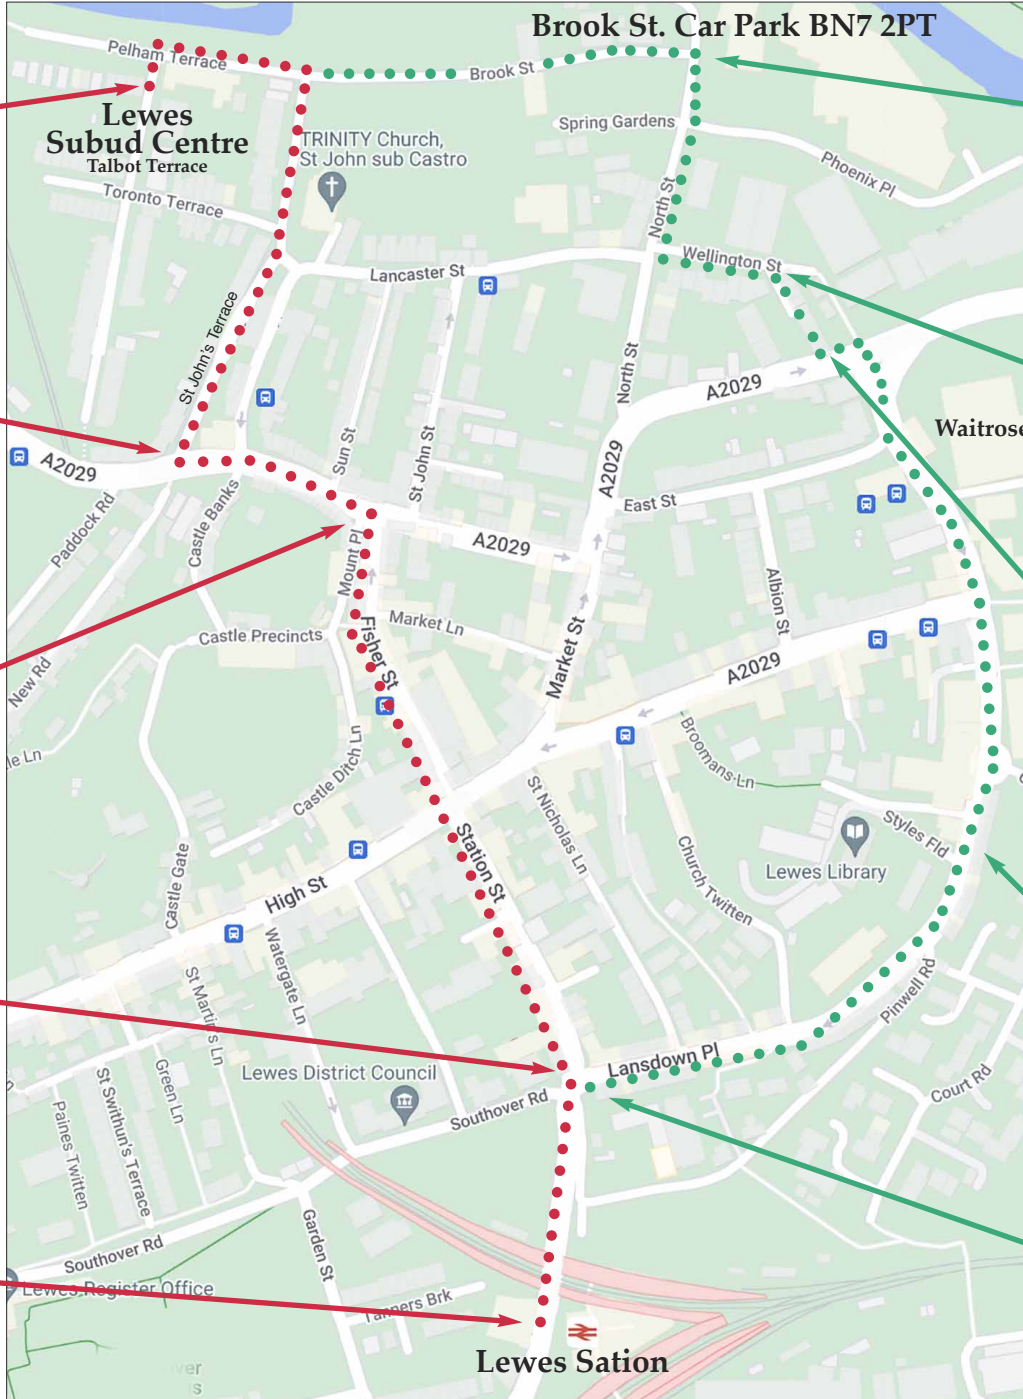 Brook St. Car Park BN7 2PT
Pelham Terrace
Brook St
Lewes
Subud Centre
Talbot Terrace
TRINITY Church,
St John sub Castro
Spring Gardens
Phoenix Pl
Toronto Terrace
North St
Wellington St
Lancaster St
St John's Terrace
North St
A2029
Waitrose
A2029
Sun St
St John St
A2029
East St
Paddock Rd
Castle Banks
A2029
Mount Pl
Albion St
Market Ln
Castle Precincts
Fisher St
Market St
A2029
New Rd
le Ln
Castle Ditch Ln
Broomans Ln
St Nicholas Ln
Styles Fld
Station St
Lewes Library
Castle Gate
High St
Church Twitten
Watergate Ln
St Martins Ln
Pinwell Rd
Lansdown Pl
Lewes District Council
Green Ln
St Swithun's Terrace
Paines Twitten
Southover Rd
Court Rd
Garden St
Southover Rd
Lewes Register Office
Tanners Brk
Lewes Sation
ver
s